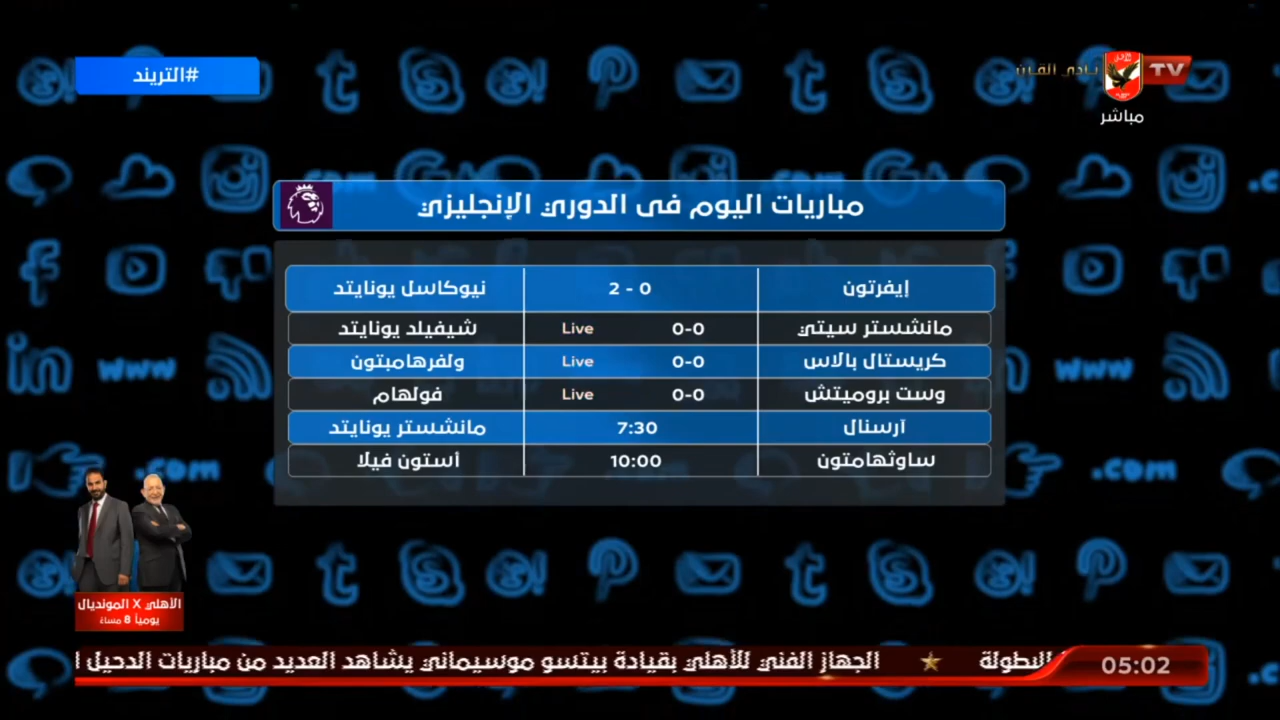 #التريند
نادي القرن
TV
مباشر
مباريات اليوم فى الدوري الإنجليزي
إيفرتون 0 - 2 نيوكاسل يونايتد
مانشستر سيتي 0-0 Live شيفيلد يونايتد
كريستال بالاس 0-0 Live ولفرهامبتون
وست بروميتش 0-0 Live فولهام
آرسنال 7:30 مانشستر يونايتد
ساوثهامتون 10:00 أستون فيلا
الأهلي X المونديال
يومياً 8 مساءً
البطولة ★ الجهاز الفني للأهلي بقيادة بيتسو موسيماني يشاهد العديد من مباريات الدحيل
05:02